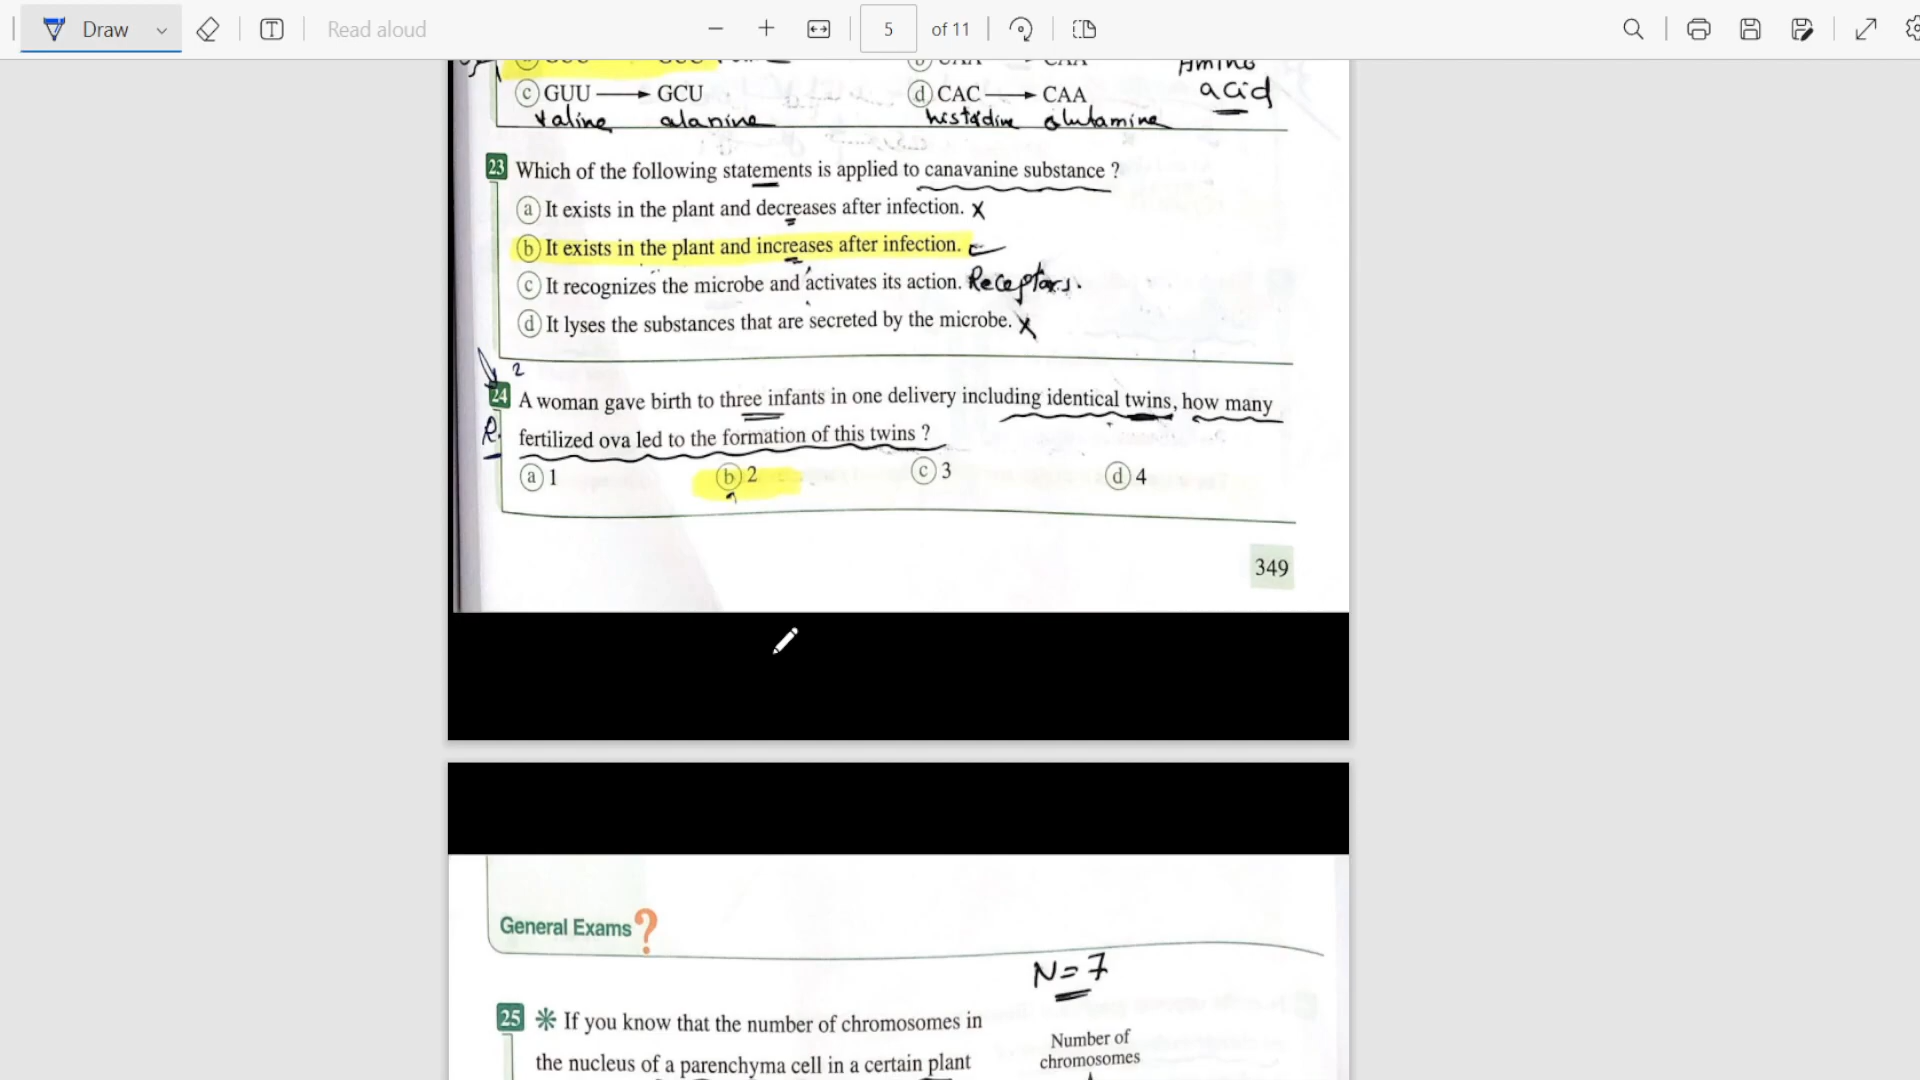 Draw
Read aloud
5 of 11
Amino
c GUU → GCU d CAC → CAA acid
valine alanine histidine glutamine
23 Which of the following statements is applied to canavanine substance ?
a It exists in the plant and decreases after infection. X
b It exists in the plant and increases after infection.
c It recognizes the microbe and activates its action. Receptors.
d It lyses the substances that are secreted by the microbe. X
2
24 A woman gave birth to three infants in one delivery including identical twins, how many
R. fertilized ova led to the formation of this twins ?
a 1 b 2 c 3 d 4
349
General Exams ?
N=7
25 ✳ If you know that the number of chromosomes in
the nucleus of a parenchyma cell in a certain plant
Number of
chromosomes